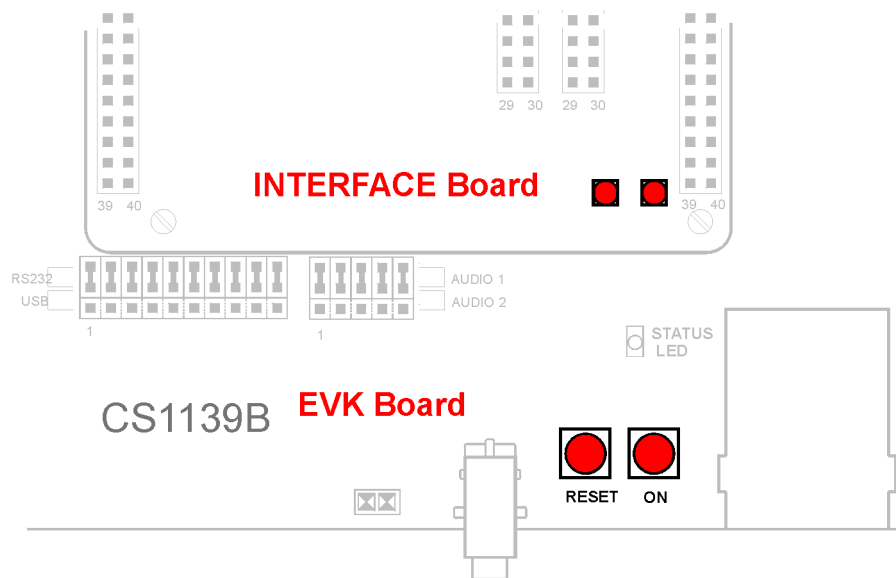 29 30 29 30
INTERFACE Board
39 40 39 40
RS232 AUDIO 1
USB AUDIO 2
1 1
STATUS
LED
EVK Board
CS1139B
RESET ON